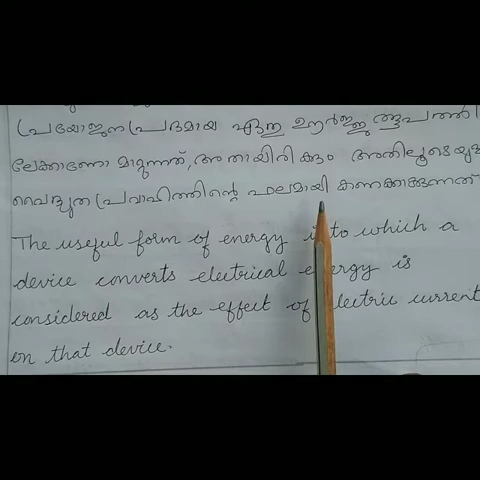 പ്രയോജനപ്രദമായ ഏതു ഊർജ്ജ രൂപത്തി
ലേക്കാണോ മാറ്റുന്നത്, അതായിരിക്കും അതിലൂടെയുള്ള
വൈദ്യുത പ്രവാഹത്തിന്റെ ഫലമായി കണക്കാക്കുന്നത്
The useful form of energy to which a
device converts electrical energy is
considered as the effect of electric current
on that device.